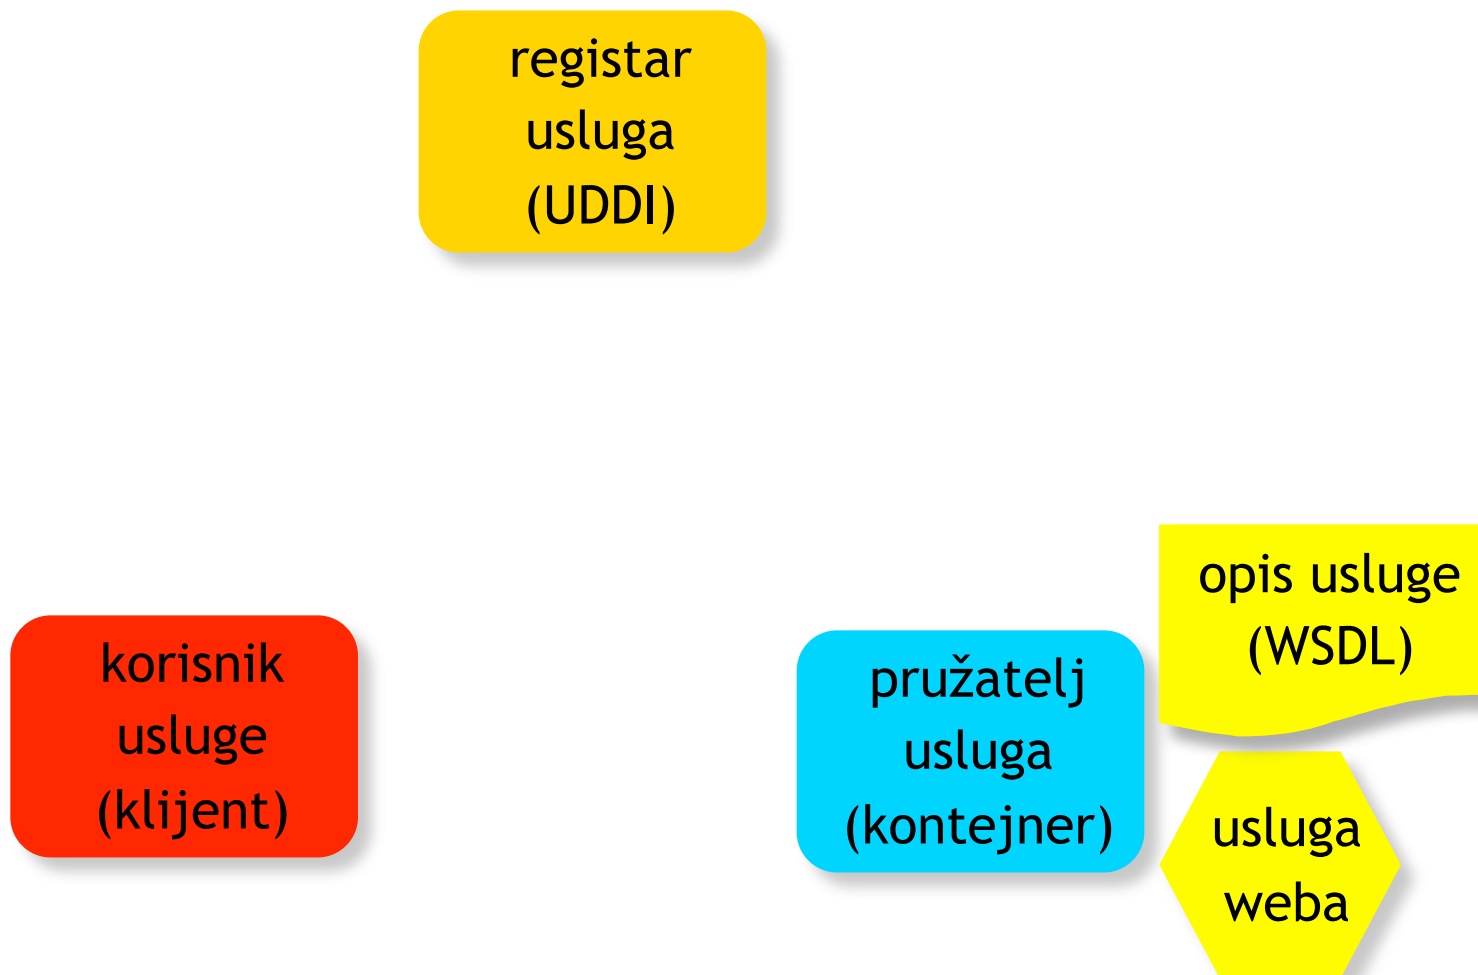 registar
usluga
(UDDI)
korisnik
usluge
(klijent)
pružatelj
usluga
(kontejner)
opis usluge
(WSDL)
usluga
weba